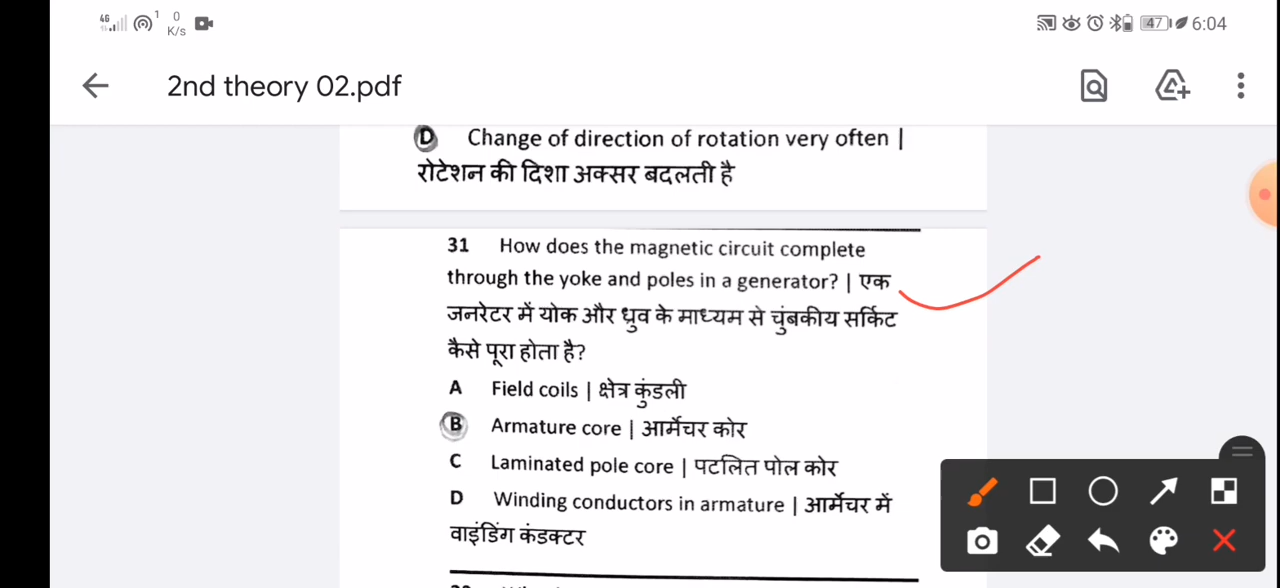 4G 1 0 K/s 47 6:04
2nd theory 02.pdf
D Change of direction of rotation very often |
रोटेशन की दिशा अक्सर बदलती है
31 How does the magnetic circuit complete
through the yoke and poles in a generator? | एक
जनरेटर में योक और ध्रुव के माध्यम से चुंबकीय सर्किट
कैसे पूरा होता है?
A Field coils | क्षेत्र कुंडली
B Armature core | आर्मेचर कोर
C Laminated pole core | पटलित पोल कोर
D Winding conductors in armature | आर्मेचर में
वाइंडिंग कंडक्टर